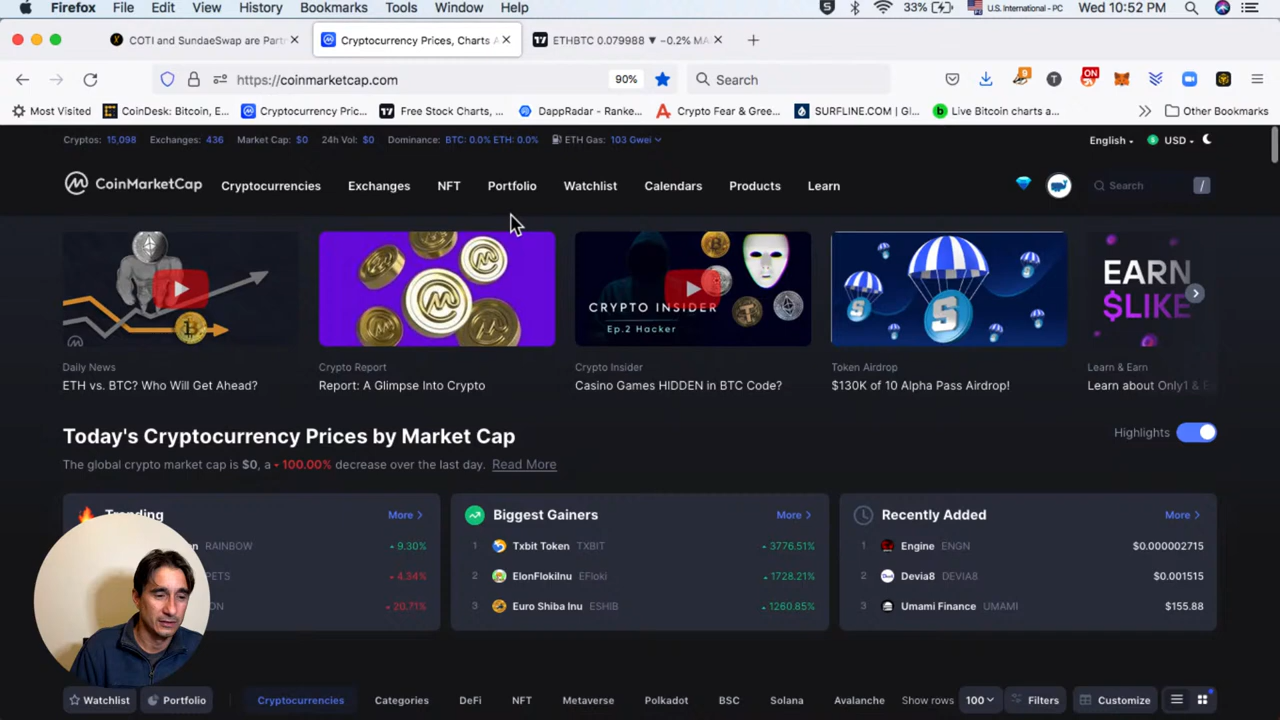 Firefox File Edit View History Bookmarks Tools Window Help 33% U.S. International - PC Wed 10:52 PM
COTI and SundaeSwap are Part Cryptocurrency Prices, Charts A ETHBTC 0.079988 ▼ −0.2% MA
https://coinmarketcap.com 90% Search 9 T ON
Most Visited CoinDesk: Bitcoin, E... Cryptocurrency Pric... Free Stock Charts, ... DappRadar - Ranke... Crypto Fear & Gree... SURFLINE.COM | Gl... Live Bitcoin charts a... Other Bookmarks
Cryptos: 15,098 Exchanges: 436 Market Cap: $0 24h Vol: $0 Dominance: BTC: 0.0% ETH: 0.0% ETH Gas: 103 Gwei English USD
CoinMarketCap Cryptocurrencies Exchanges NFT Portfolio Watchlist Calendars Products Learn Search /
CRYPTO INSIDER
Ep.2 Hacker
EARN
$LIKE
Daily News Crypto Report Crypto Insider Token Airdrop Learn & Earn
ETH vs. BTC? Who Will Get Ahead? Report: A Glimpse Into Crypto Casino Games HIDDEN in BTC Code? $130K of 10 Alpha Pass Airdrop! Learn about Only1 & E
Today's Cryptocurrency Prices by Market Cap Highlights
The global crypto market cap is $0, a ▾ 100.00% decrease over the last day. Read More
Trending More > Biggest Gainers More > Recently Added More >
RAINBOW ▴ 9.30% 1 Txbit Token TXBIT ▴ 3776.51% 1 Engine ENGN $0.000002715
PETS ▾ 4.34% 2 ElonFlokiInu EFloki ▴ 1728.21% 2 Devia8 DEVIA8 $0.001515
ON ▾ 20.71% 3 Euro Shiba Inu ESHIB ▴ 1260.85% 3 Umami Finance UMAMI $155.88
Watchlist Portfolio Cryptocurrencies Categories DeFi NFT Metaverse Polkadot BSC Solana Avalanche Show rows 100 Filters Customize